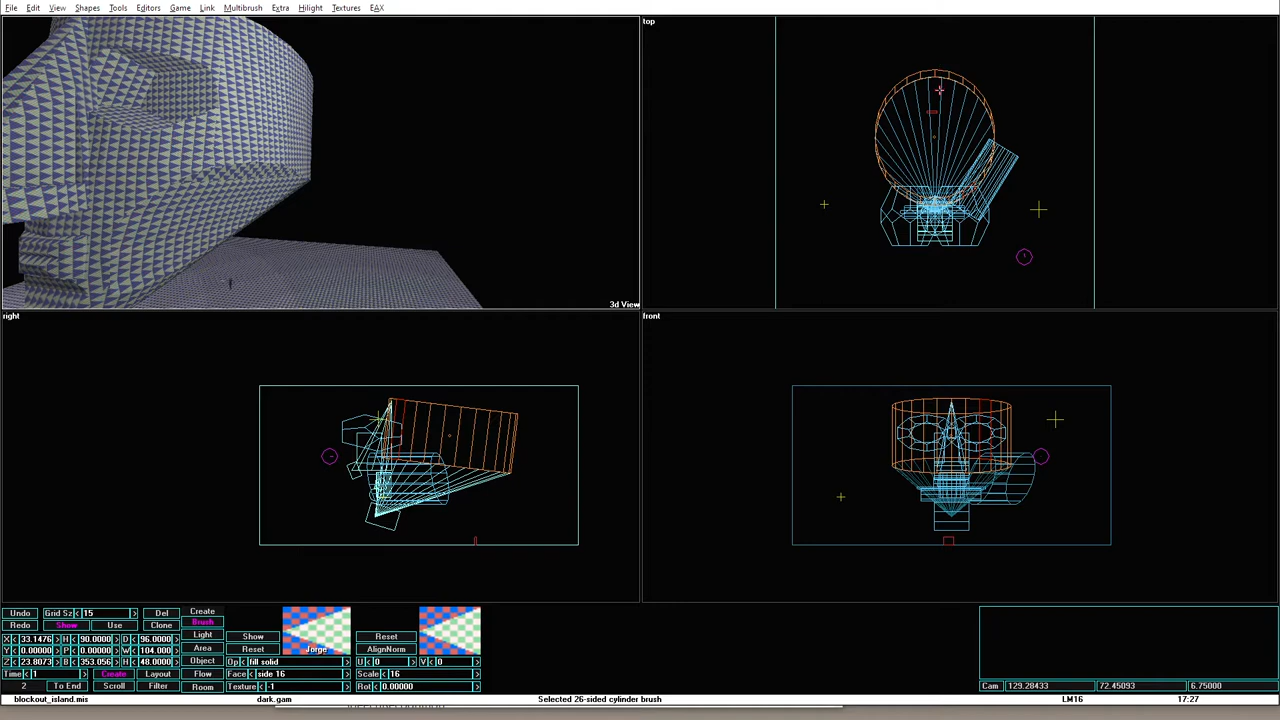 File Edit View Shapes Tools Editors Game Link Multibrush Extra Hilight Textures EAX
top
3d View
right
front
Undo Grid Sz 15 Del Create
Redo Show Use Clone Brush
Light
X 33.1476 H 90.0000 D 96.0000 Show Reset
Y 0.0000 P 0.0000 W 104.000 Area Reset Jorge AlignNorm
Z 23.8073 B 353.056 H 48.0000 Object Op fill solid U 0 V 0
Time 1 Create Layout Flow Face side 16 Scale 16
2 To End Scroll Filter Room Texture -1 Rot 0.00000 Cam 129.28433 72.45093 6.75000
blockout_island.mis dark.gam Selected 26-sided cylinder brush LM16 17:27